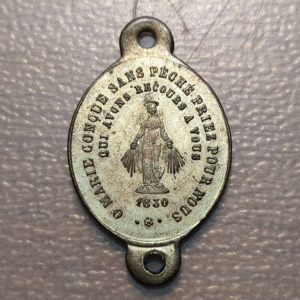 O MARIE CONÇUE SANS PÉCHÉ PRIEZ POUR NOUS
QUI AVONS RECOURS A VOUS
1830